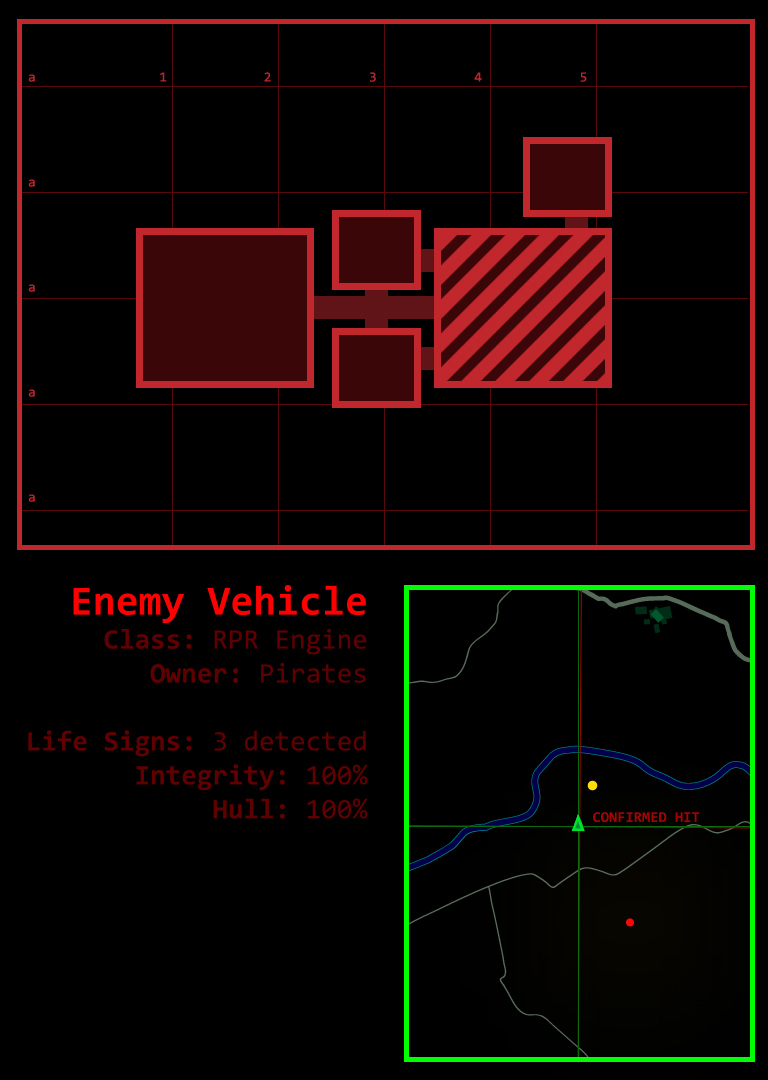 a 1 2 3 4 5
a
a
a
a
Enemy Vehicle
Class: RPR Engine
Owner: Pirates
Life Signs: 3 detected
Integrity: 100%
Hull: 100%
CONFIRMED HIT